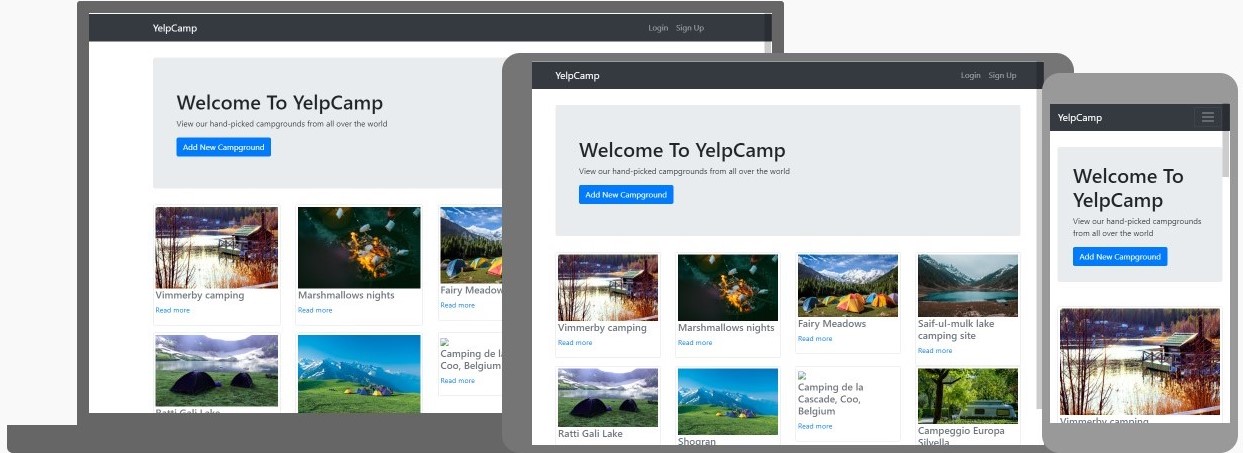 YelpCamp
Login Sign Up
Welcome To YelpCamp
View our hand-picked campgrounds from all over the world
Add New Campground
Vimmerby camping
Read more
Marshmallows nights
Read more
Fairy Meadow
Read more
Ratti Gali Lake
Camping de la
Coo, Belgium
Read more
YelpCamp
Login Sign Up
Welcome To YelpCamp
View our hand-picked campgrounds from all over the world
Add New Campground
Vimmerby camping
Read more
Marshmallows nights
Read more
Fairy Meadows
Read more
Saif-ul-mulk lake
camping site
Read more
Ratti Gali Lake
Shogran
Camping de la
Cascade, Coo,
Belgium
Read more
Campeggio Europa
Silvella
YelpCamp
Welcome To
YelpCamp
View our hand-picked campgrounds
from all over the world
Add New Campground
Vimmerby camping